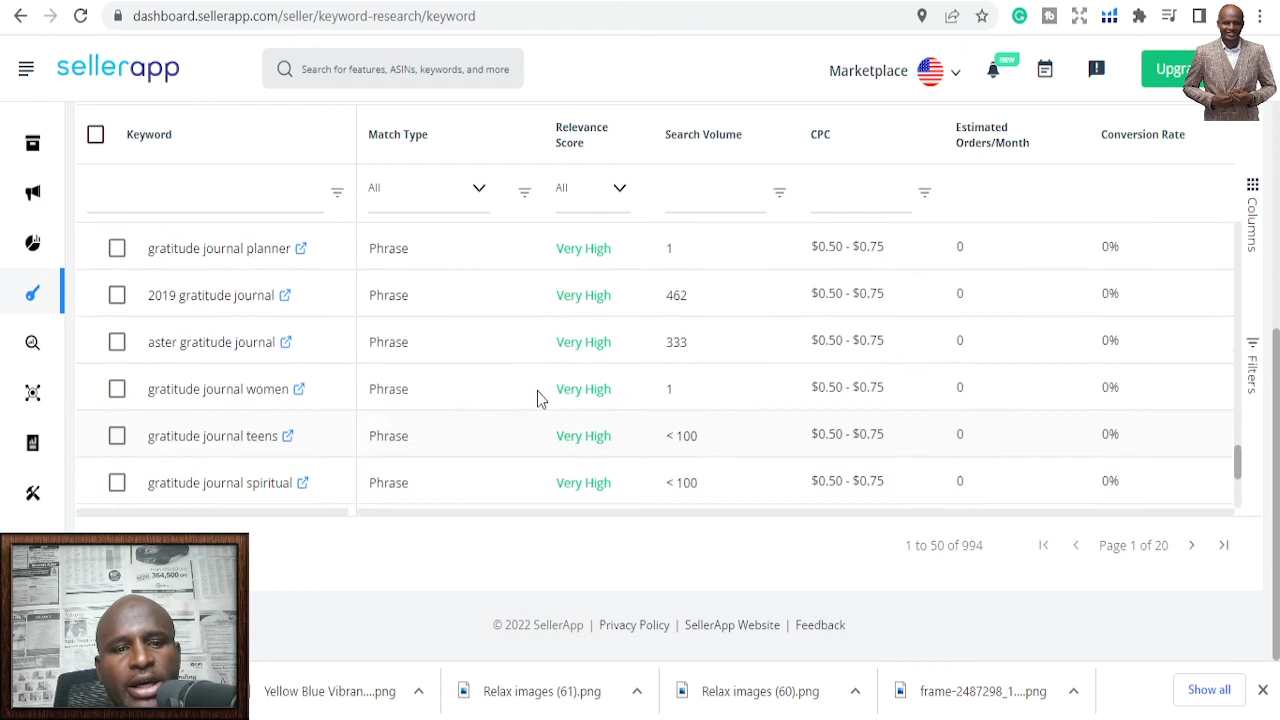 dashboard.sellerapp.com/seller/keyword-research/keyword
sellerapp
Search for features, ASINs, keywords, and more
Marketplace
NEW
Keyword
Match Type
Relevance
Score
Search Volume
CPC
Estimated
Orders/Month
Conversion Rate
All
All
Columns
Filters
gratitude journal planner Phrase Very High 1 $0.50 - $0.75 0 0%
2019 gratitude journal Phrase Very High 462 $0.50 - $0.75 0 0%
aster gratitude journal Phrase Very High 333 $0.50 - $0.75 0 0%
gratitude journal women Phrase Very High 1 $0.50 - $0.75 0 0%
gratitude journal teens Phrase Very High < 100 $0.50 - $0.75 0 0%
gratitude journal spiritual Phrase Very High < 100 $0.50 - $0.75 0 0%
1 to 50 of 994
Page 1 of 20
364,500
© 2022 SellerApp | Privacy Policy | SellerApp Website | Feedback
Yellow Blue Vibran....png
Relax images (61).png
Relax images (60).png
frame-2487298_1....png
Show all